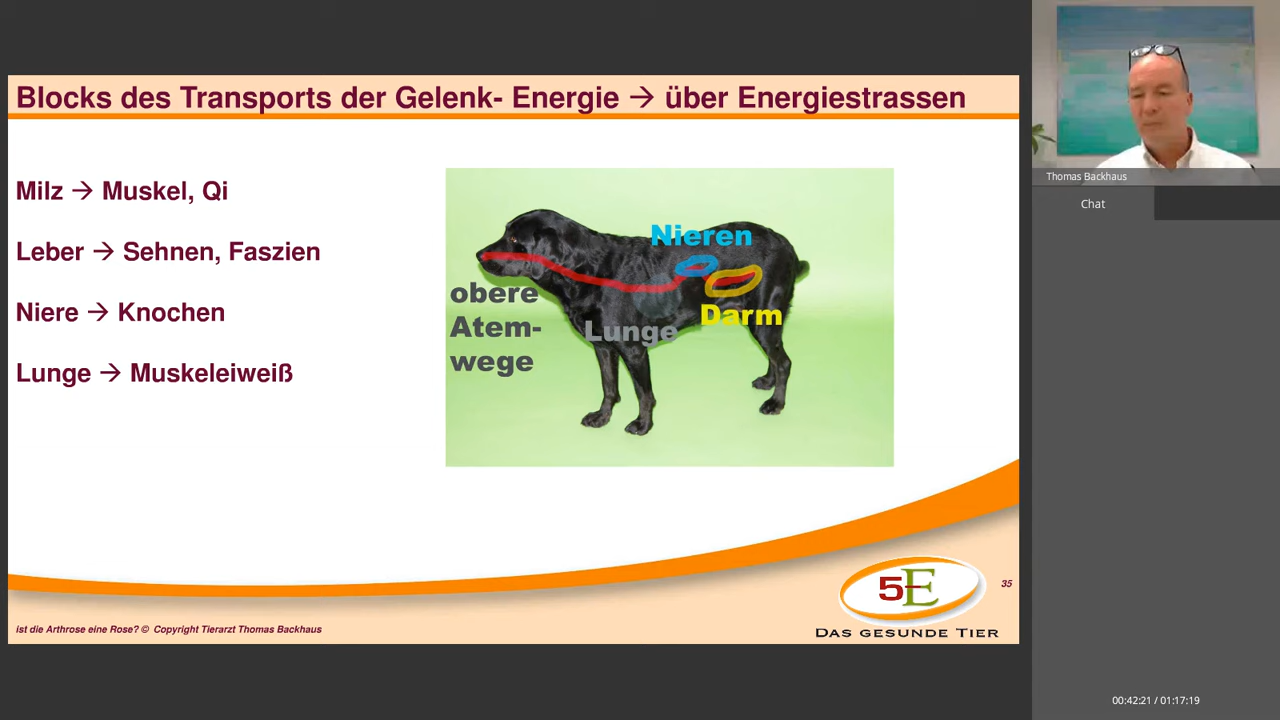 Blocks des Transports der Gelenk- Energie → über Energiestrassen
Milz → Muskel, Qi
Leber → Sehnen, Faszien
Niere → Knochen
Lunge → Muskeleiweiß
Nieren
obere
Atem-
wege
Lunge
Darm
5E
DAS GESUNDE TIER
35
ist die Arthrose eine Rose? © Copyright Tierarzt Thomas Backhaus
Thomas Backhaus
Chat
00:42:21 / 01:17:19